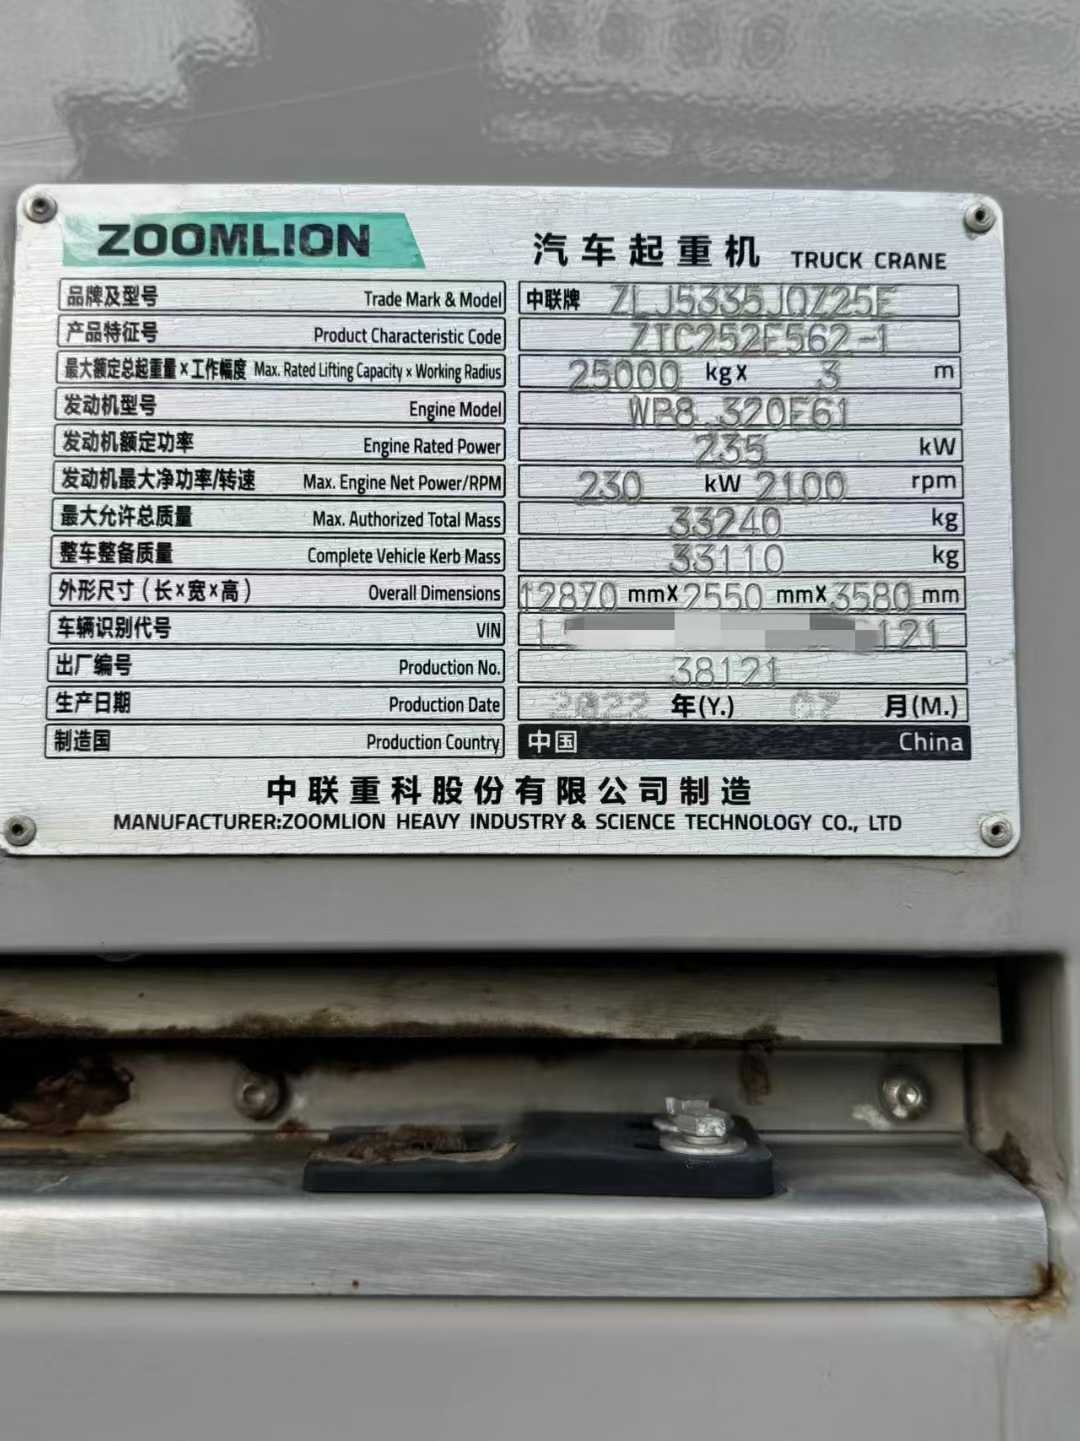 ZOOMLION
汽车起重机 TRUCK CRANE
品牌及型号 Trade Mark & Model 中联牌 ZLJ5335JQZ25E
产品特征号 Product Characteristic Code ZTC252E562-1
最大额定总起重量×工作幅度 Max. Rated Lifting Capacity × Working Radius 25000 kg X 3 m
发动机型号 Engine Model WP8.320E61
发动机额定功率 Engine Rated Power 235 kW
发动机最大净功率/转速 Max. Engine Net Power/RPM 230 kW 2100 rpm
最大允许总质量 Max. Authorized Total Mass 33240 kg
整车整备质量 Complete Vehicle Kerb Mass 33110 kg
外形尺寸(长×宽×高) Overall Dimensions 12870 mmX 2550 mmX 3580 mm
车辆识别代号 VIN
出厂编号 Production No. 38121
生产日期 Production Date 2022 年(Y.) 07 月(M.)
制造国 Production Country 中国 China
中联重科股份有限公司制造
MANUFACTURER:ZOOMLION HEAVY INDUSTRY & SCIENCE TECHNOLOGY CO., LTD